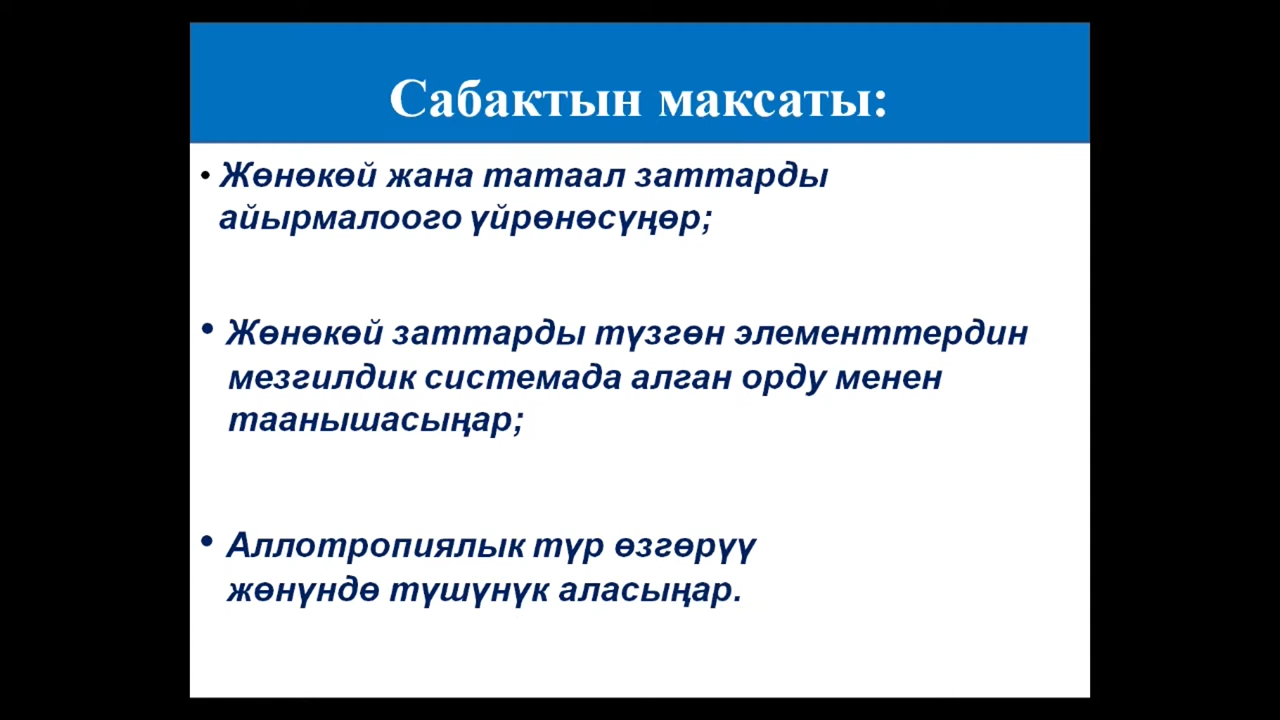 Сабактын максаты:
• Жөнөкөй жана татаал заттарды
айырмалоого үйрөнөсүңөр;
• Жөнөкөй заттарды түзгөн элементтердин
мезгилдик системада алган орду менен
таанышасыңар;
• Аллотропиялык түр өзгөрүү
жөнүндө түшүнүк аласыңар.